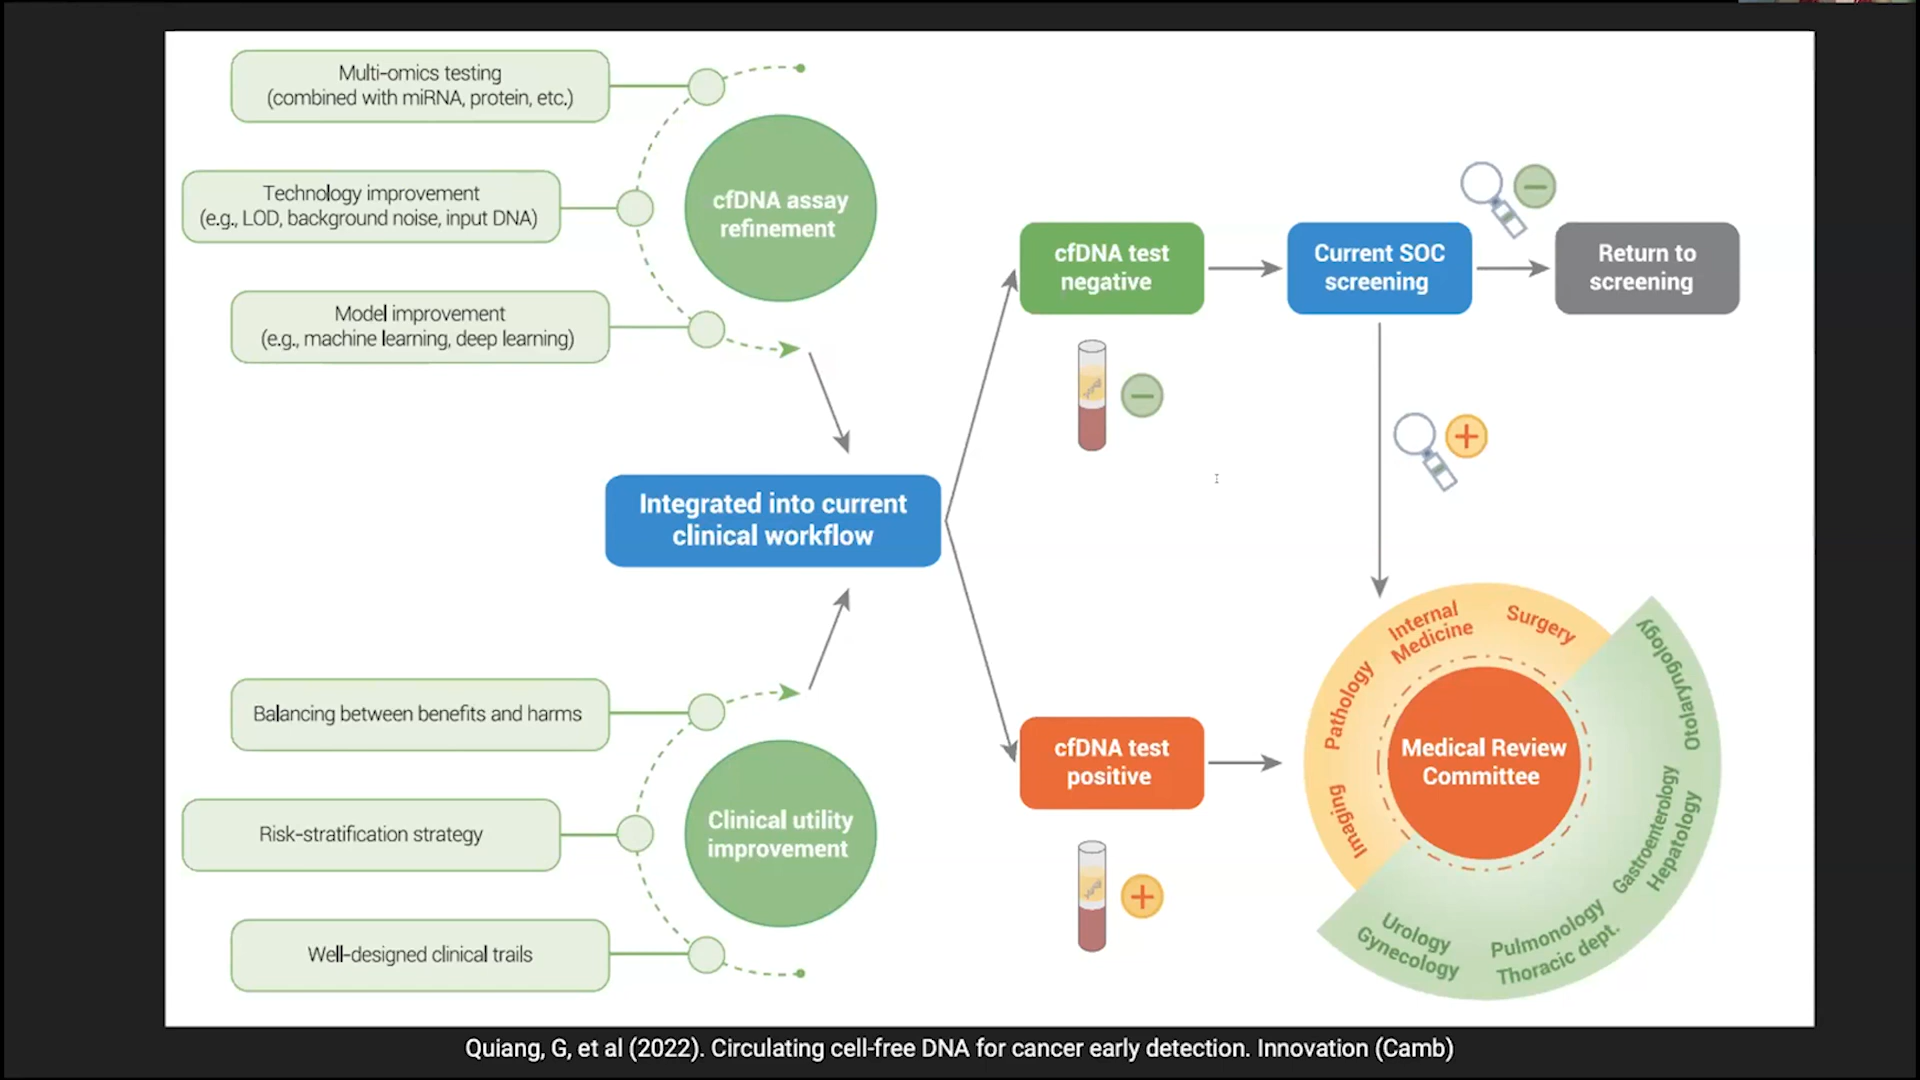 Multi-omics testing
(combined with miRNA, protein, etc.)
Technology improvement
(e.g., LOD, background noise, input DNA)
Model improvement
(e.g., machine learning, deep learning)
cfDNA assay
refinement
Integrated into current
clinical workflow
Balancing between benefits and harms
Risk-stratification strategy
Well-designed clinical trails
Clinical utility
improvement
cfDNA test
negative
Current SOC
screening
Return to
screening
cfDNA test
positive
Medical Review
Committee
Imaging
Pathology
Internal
Medicine
Surgery
Otolaryngology
Gastroenterology
Hepatology
Pulmonology
Thoracic dept.
Urology
Gynecology
Quiang, G, et al (2022). Circulating cell-free DNA for cancer early detection. Innovation (Camb)